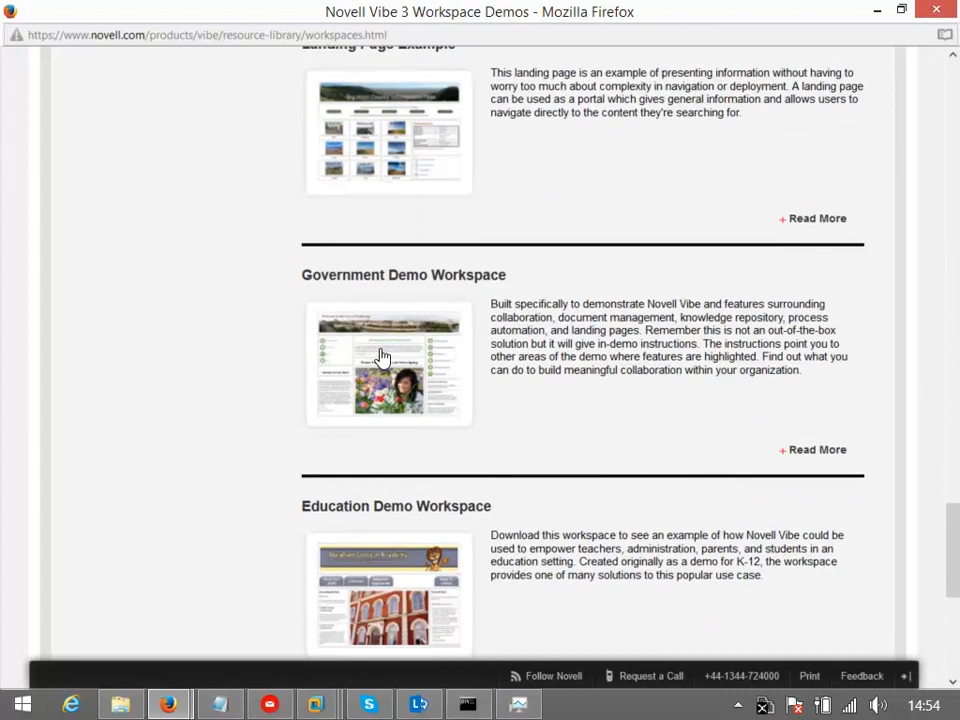 Novell Vibe 3 Workspace Demos - Mozilla Firefox
https://www.novell.com/products/vibe/resource-library/workspaces.html
Landing Page Example
This landing page is an example of presenting information without having to
worry too much about complexity in navigation or deployment. A landing page
can be used as a portal which gives general information and allows users to
navigate directly to the content they're searching for.
+ Read More
Government Demo Workspace
Built specifically to demonstrate Novell Vibe and features surrounding
collaboration, document management, knowledge repository, process
automation, and landing pages. Remember this is not an out-of-the-box
solution but it will give in-demo instructions. The instructions point you to
other areas of the demo where features are highlighted. Find out what you
can do to build meaningful collaboration within your organization.
+ Read More
Education Demo Workspace
Abraham Lincoln Academy
Download this workspace to see an example of how Novell Vibe could be
used to empower teachers, administration, parents, and students in an
education setting. Created originally as a demo for K-12, the workspace
provides one of many solutions to this popular use case.
Follow Novell
Request a Call
+44-1344-724000
Print
Feedback
14:54